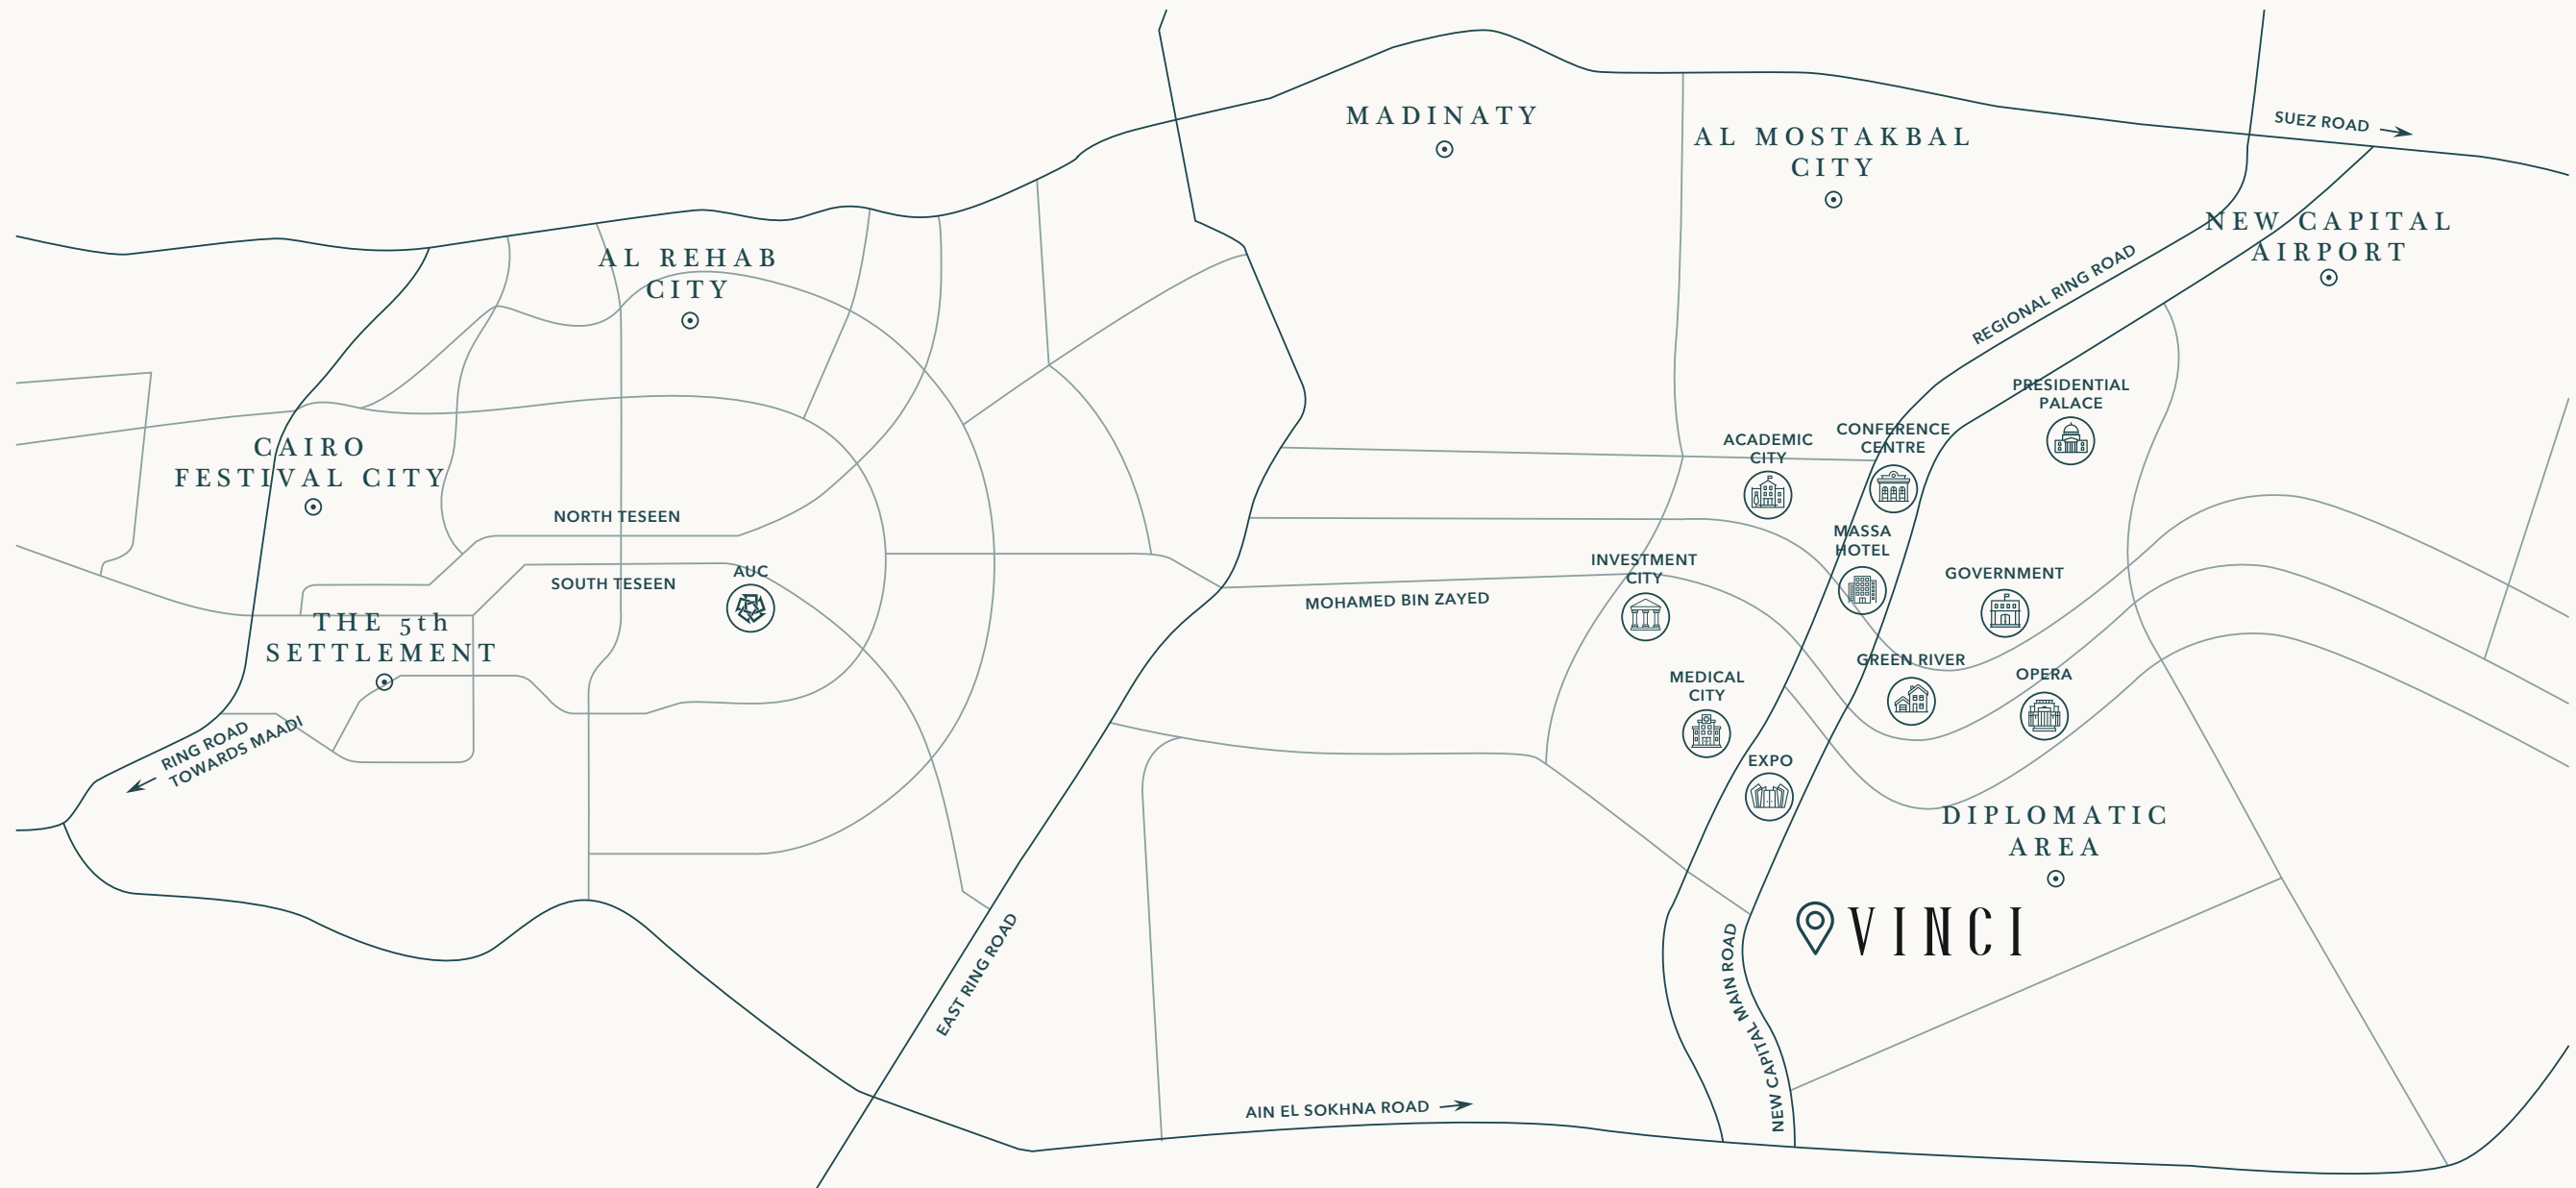 MADINATY
AL MOSTAKBAL
CITY
SUEZ ROAD
NEW CAPITAL
AIRPORT
REGIONAL RING ROAD
AL REHAB
CITY
PRESIDENTIAL
PALACE
CAIRO
FESTIVAL CITY
ACADEMIC
CITY
CONFERENCE
CENTRE
NORTH TESEEN
SOUTH TESEEN
AUC
MASSA
HOTEL
INVESTMENT
CITY
GOVERNMENT
MOHAMED BIN ZAYED
THE 5th
SETTLEMENT
GREEN RIVER
OPERA
MEDICAL
CITY
RING ROAD
TOWARDS MAADI
EXPO
DIPLOMATIC
AREA
VINCI
EAST RING ROAD
NEW CAPITAL MAIN ROAD
AIN EL SOKHNA ROAD